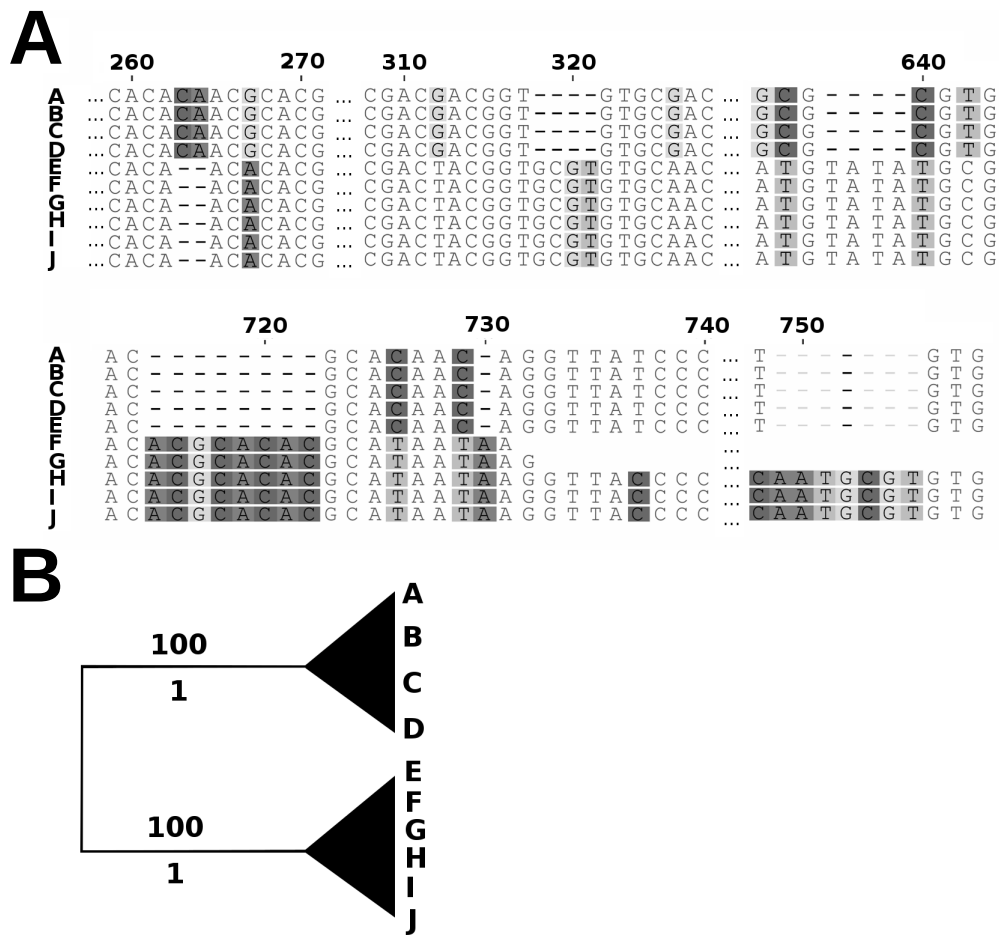 A
260 270 310 320 640
A ...CACACAACGCACG ... CGACGACGGT----GTGCGAC ... GCG----CGTG
B ...CACACAACGCACG ... CGACGACGGT----GTGCGAC ... GCG----CGTG
C ...CACACAACGCACG ... CGACGACGGT----GTGCGAC ... GCG----CGTG
D ...CACACAACGCACG ... CGACGACGGT----GTGCGAC ... GCG----CGTG
E ...CACA--ACACACG ... CGACTACGGTGCGTGTGCAAC ... ATGTATATGCG
F ...CACA--ACACACG ... CGACTACGGTGCGTGTGCAAC ... ATGTATATGCG
G ...CACA--ACACACG ... CGACTACGGTGCGTGTGCAAC ... ATGTATATGCG
H ...CACA--ACACACG ... CGACTACGGTGCGTGTGCAAC ... ATGTATATGCG
I ...CACA--ACACACG ... CGACTACGGTGCGTGTGCAAC ... ATGTATATGCG
J ...CACA--ACACACG ... CGACTACGGTGCGTGTGCAAC ... ATGTATATGCG
720 730 740 750
A AC--------GCACAAC-AGGTTATCCC ... T-------GTG
B AC--------GCACAAC-AGGTTATCCC ... T-------GTG
C AC--------GCACAAC-AGGTTATCCC ... T-------GTG
D AC--------GCACAAC-AGGTTATCCC ... T-------GTG
E AC--------GCACAAC-AGGTTATCCC ... T-------GTG
F ACACGCACACGCATAATAA ...
G ACACGCACACGCATAATAAG ...
H ACACGCACACGCATAATAAGGTTACCCC ... CAATGCGTGTG
I ACACGCACACGCATAATAAGGTTACCCC ... CAATGCGTGTG
J ACACGCACACGCATAATAAGGTTACCCC ... CAATGCGTGTG
B
A
100
B
1
C
D
E
F
100
G
H
1
I
J